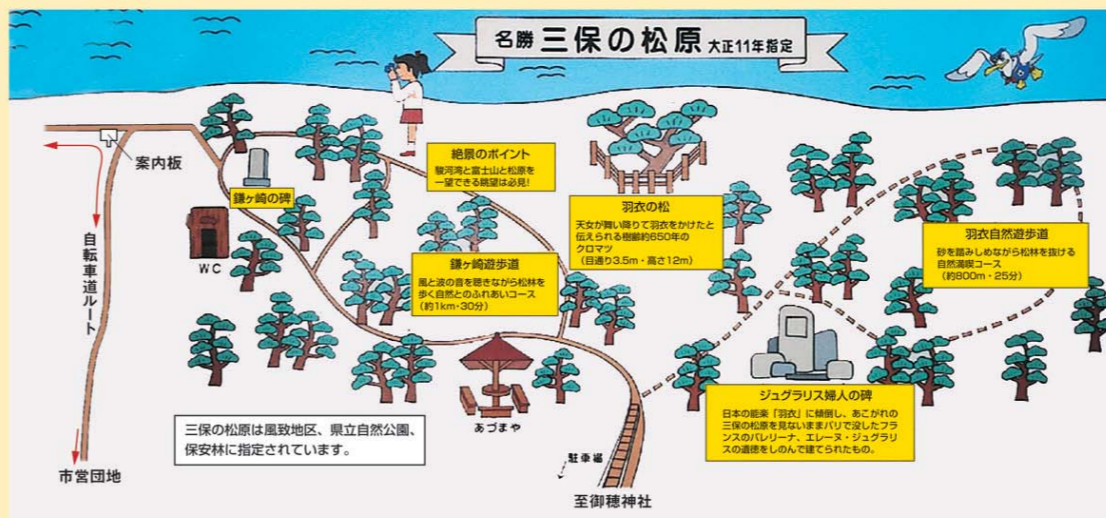 名勝 三保の松原 大正11年指定
案内板
鎌ヶ崎の碑
WC
自転車道ルート
市営団地
絶景のポイント
駿河湾と富士山と松原を
一望できる眺望は必見!
鎌ヶ崎遊歩道
風と波の音を聴きながら松林を
歩く自然とのふれあいコース
(約1km・30分)
羽衣の松
天女が舞い降りて羽衣をかけたと
伝えられる樹齢約650年の
クロマツ
(目通り3.5m・高さ12m)
羽衣自然遊歩道
砂を踏みしめながら松林を抜ける
自然満喫コース
(約800m・25分)
あづまや
ジュグラリス婦人の碑
日本の能楽「羽衣」に傾倒し、あこがれの
三保の松原を見ないままパリで没したフラ
ンスのバレリーナ、エレーヌ・ジュグラリ
スの遺徳をしのんで建てられたもの。
三保の松原は風致地区、県立自然公園、
保安林に指定されています。
駐車場
至御穂神社